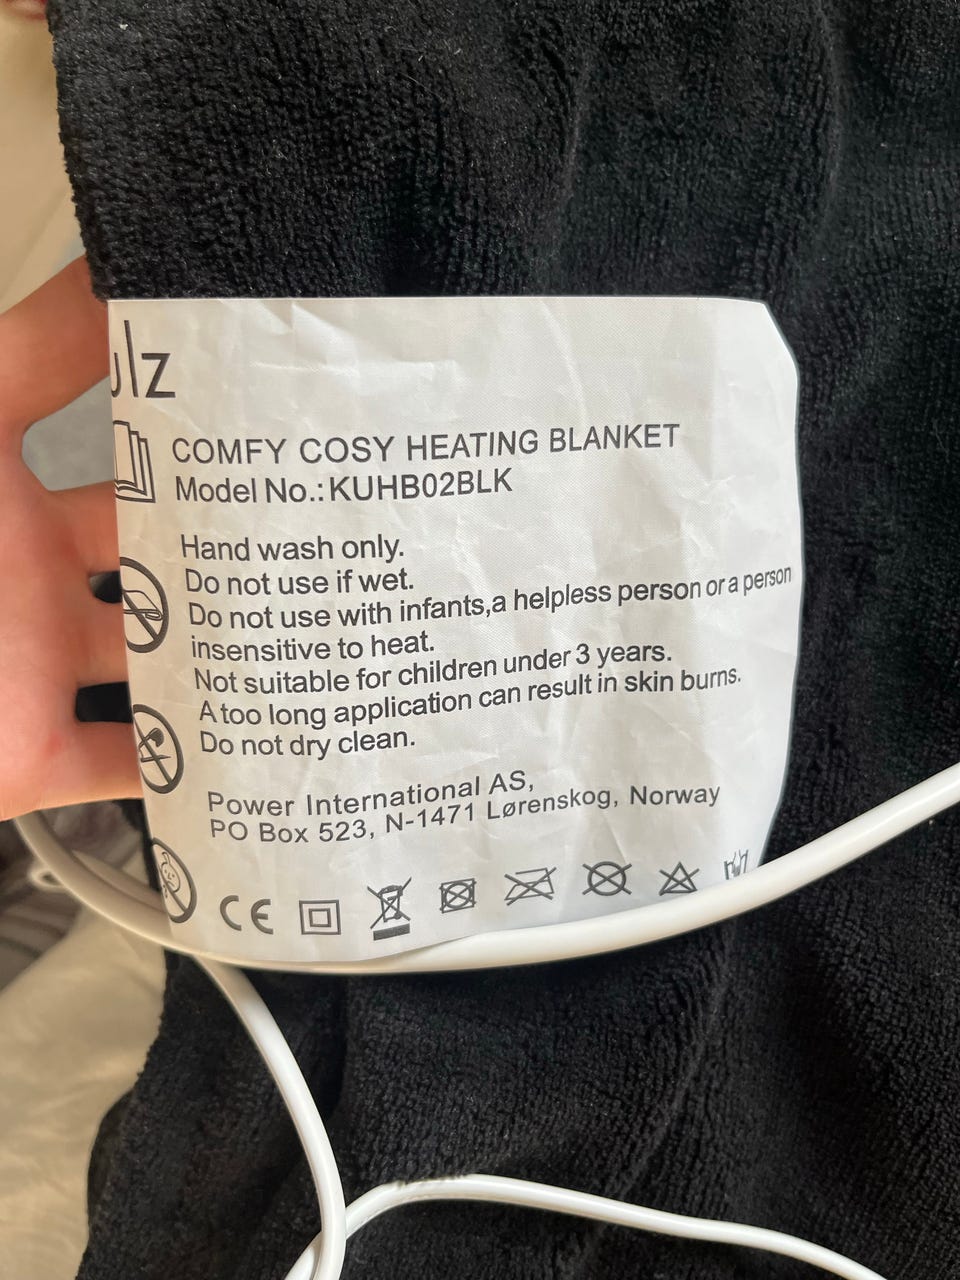 ulz
COMFY COSY HEATING BLANKET
Model No.: KUHB02BLK
Hand wash only.
Do not use if wet.
Do not use with infants,a helpless person or a person
insensitive to heat.
Not suitable for children under 3 years.
A too long application can result in skin burns.
Do not dry clean.
Power International AS,
PO Box 523, N-1471 Lørenskog, Norway
CE